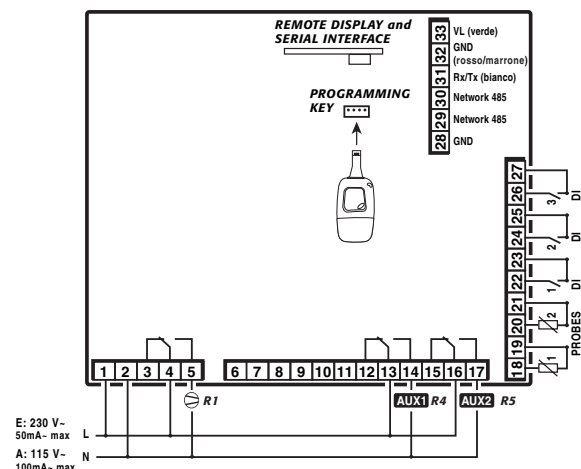 REMOTE DISPLAY and
SERIAL INTERFACE
PROGRAMMING
KEY
33 VL (verde)
32 GND
(rosso/marrone)
31 Rx/Tx (bianco)
30 Network 485
29 Network 485
28 GND
27
26
25
24
23
22
21
20
19
18
3 DI
2 DI
1 DI
2
1
PROBES
1 2 3 4 5
6 7 8 9 10 11 12 13 14 15 16 17
R1
AUX1 R4
AUX2 R5
E: 230 V~
50mA~ max L
A: 115 V~ N
100mA~ max